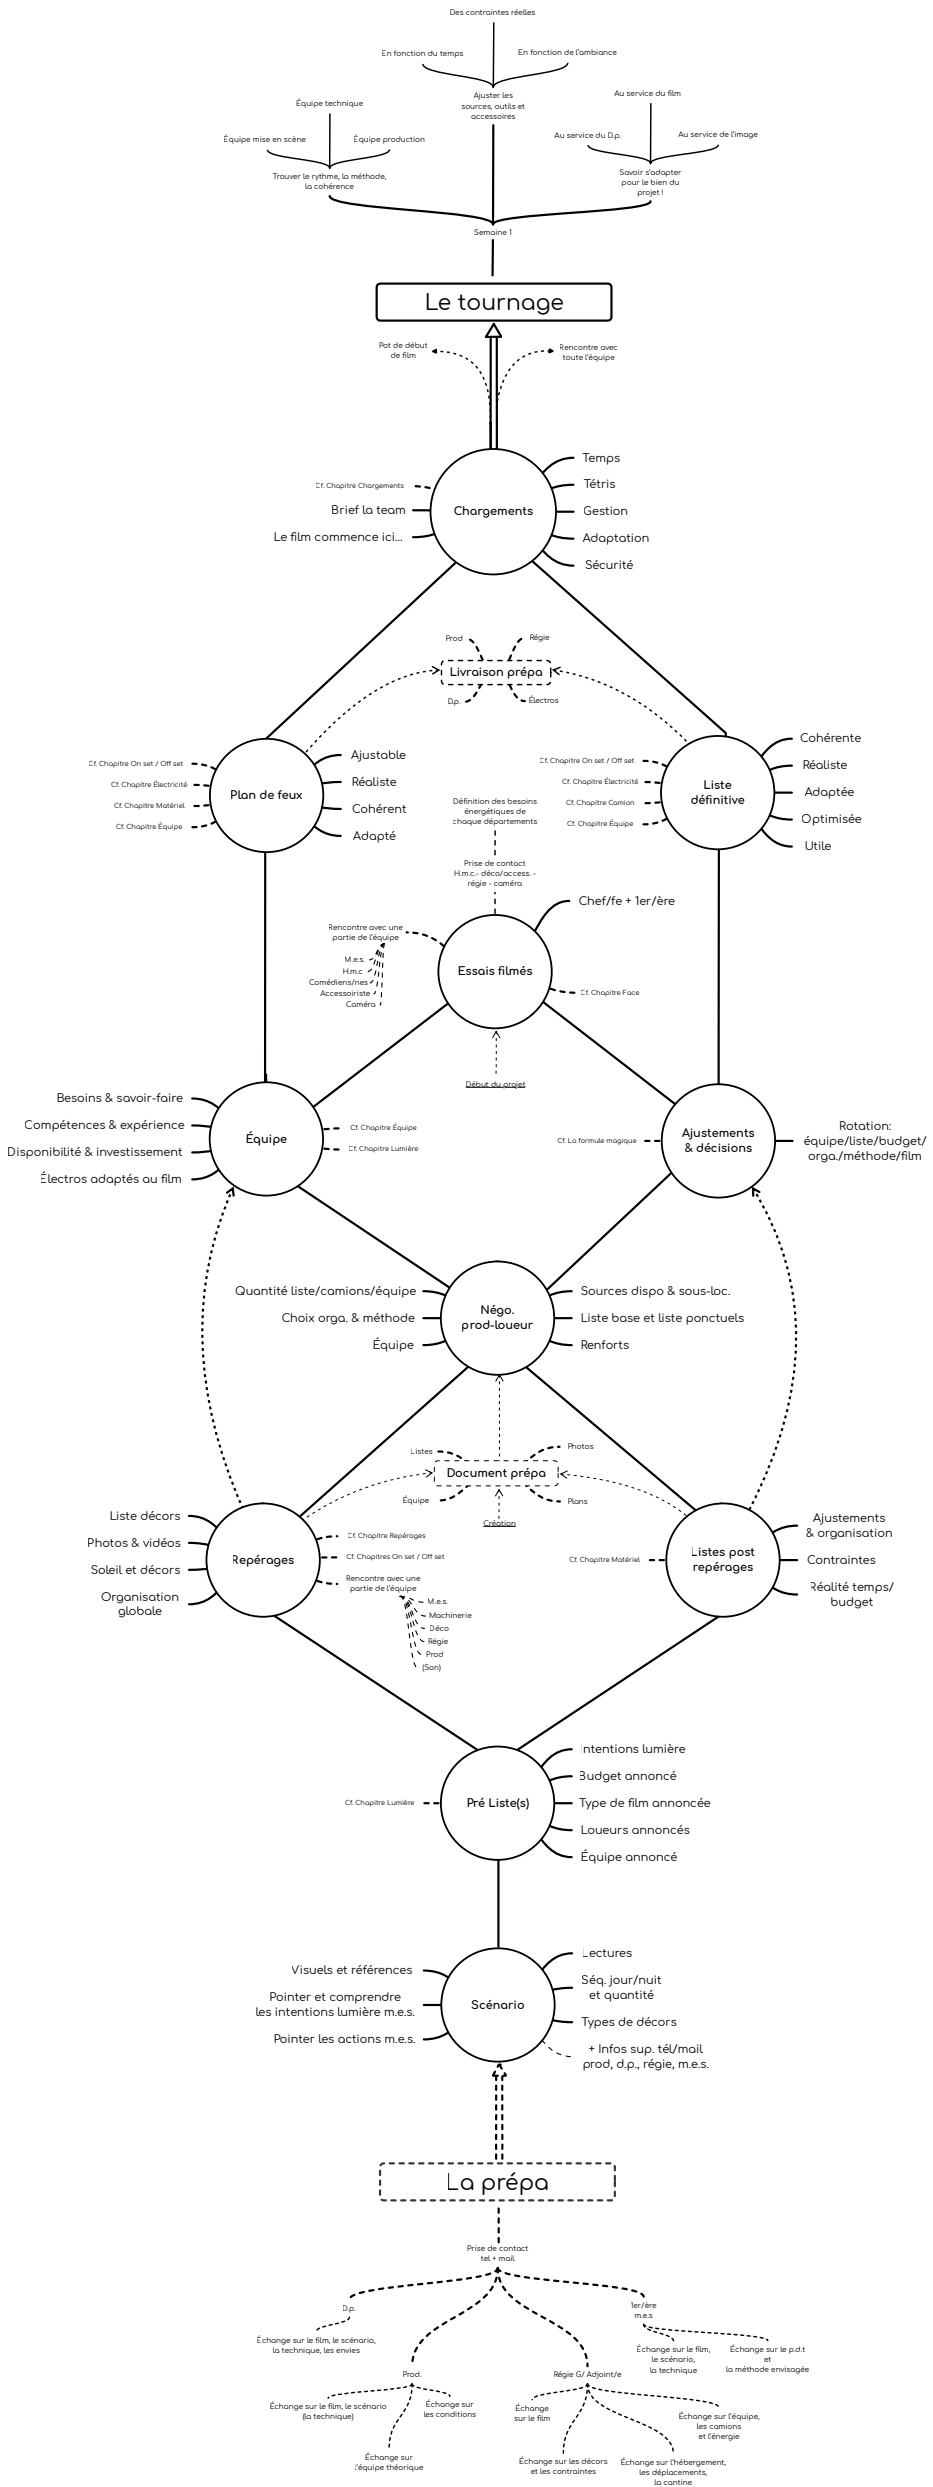 Des contraintes réelles
En fonction du temps
En fonction de l'ambiance
Ajuster les
sources, outils et
accessoires
Équipe technique
Équipe mise en scène
Équipe production
Trouver le rythme, la méthode,
la cohérence
Au service du film
Au service du D.p.
Au service de l'image
Savoir s'adapter
pour le bien du
projet !
Semaine 1
Le tournage
Pot de début
de film
Rencontre avec
toute l'équipe
Chargements
Cf. Chapitre Chargements
Brief la team
Le film commence ici...
Temps
Tétris
Gestion
Adaptation
Sécurité
Prod
Régie
Livraison prépa
D.p.
Électros
Plan de feux
Cf. Chapitre On set / Off set
Cf. Chapitre Électricité
Cf. Chapitre Matériel
Cf. Chapitre Équipe
Ajustable
Réaliste
Cohérent
Adapté
Liste
définitive
Cf. Chapitre On set / Off set
Cf. Chapitre Électricité
Cf. Chapitre Camion
Cf. Chapitre Équipe
Cohérente
Réaliste
Adaptée
Optimisée
Utile
Définition des besoins
énergétiques de
chaque départements
Prise de contact
H.m.c.- déco/access. -
régie - caméra
Chef/fe + 1er/ère
Essais filmés
Rencontre avec une
partie de l'équipe
M.e.s.
H.m.c
Comédiens/nes
Accessoiriste
Caméra
Cf. Chapitre Face
Début du projet
Équipe
Besoins & savoir-faire
Compétences & expérience
Disponibilité & investissement
Électros adaptés au film
Cf. Chapitre Équipe
Cf. Chapitre Lumière
Ajustements
& décisions
Cf. La formule magique
Rotation:
équipe/liste/budget/
orga./méthode/film
Négo.
prod-loueur
Quantité liste/camions/équipe
Choix orga. & méthode
Équipe
Sources dispo & sous-loc.
Liste base et liste ponctuels
Renforts
Listes
Photos
Document prépa
Équipe
Plans
Création
Repérages
Liste décors
Photos & vidéos
Soleil et décors
Organisation
globale
Cf. Chapitre Repérages
Cf. Chapitres On set / Off set
Rencontre avec une
partie de l'équipe
M.e.s.
Machinerie
Déco
Régie
Prod
(Son)
Listes post
repérages
Cf. Chapitre Matériel
Ajustements
& organisation
Contraintes
Réalité temps/
budget
Pré Liste(s)
Cf. Chapitre Lumière
Intentions lumière
Budget annoncé
Type de film annoncée
Loueurs annoncés
Équipe annoncé
Scénario
Visuels et références
Pointer et comprendre
les intentions lumière m.e.s.
Pointer les actions m.e.s.
Lectures
Séq. jour/nuit
et quantité
Types de décors
+ Infos sup. tél/mail
prod, d.p., régie, m.e.s.
La prépa
Prise de contact
tel + mail
D.p.
Échange sur le film, le scénario,
la technique, les envies
1er/ère
m.e.s
Échange sur le film,
le scénario,
la technique
Échange sur le p.d.t
et
la méthode envisagée
Prod.
Échange sur le film, le scénario
(la technique)
Échange sur
les conditions
Échange sur
l'équipe théorique
Régie G/ Adjoint/e
Échange
sur le film
Échange sur l'équipe,
les camions
et l'énergie
Échange sur les décors
et les contraintes
Échange sur l'hébergement,
les déplacements,
la cantine